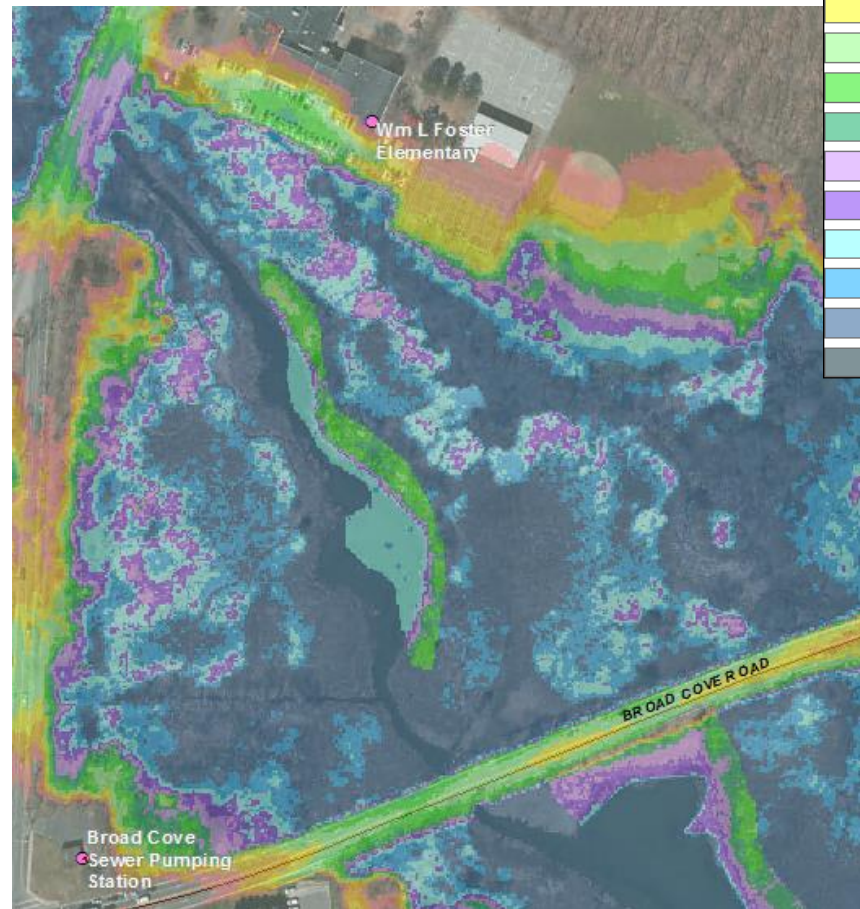 Wm L Foster
Elementary
BROAD COVE ROAD
Broad Cove
Sewer Pumping
Station